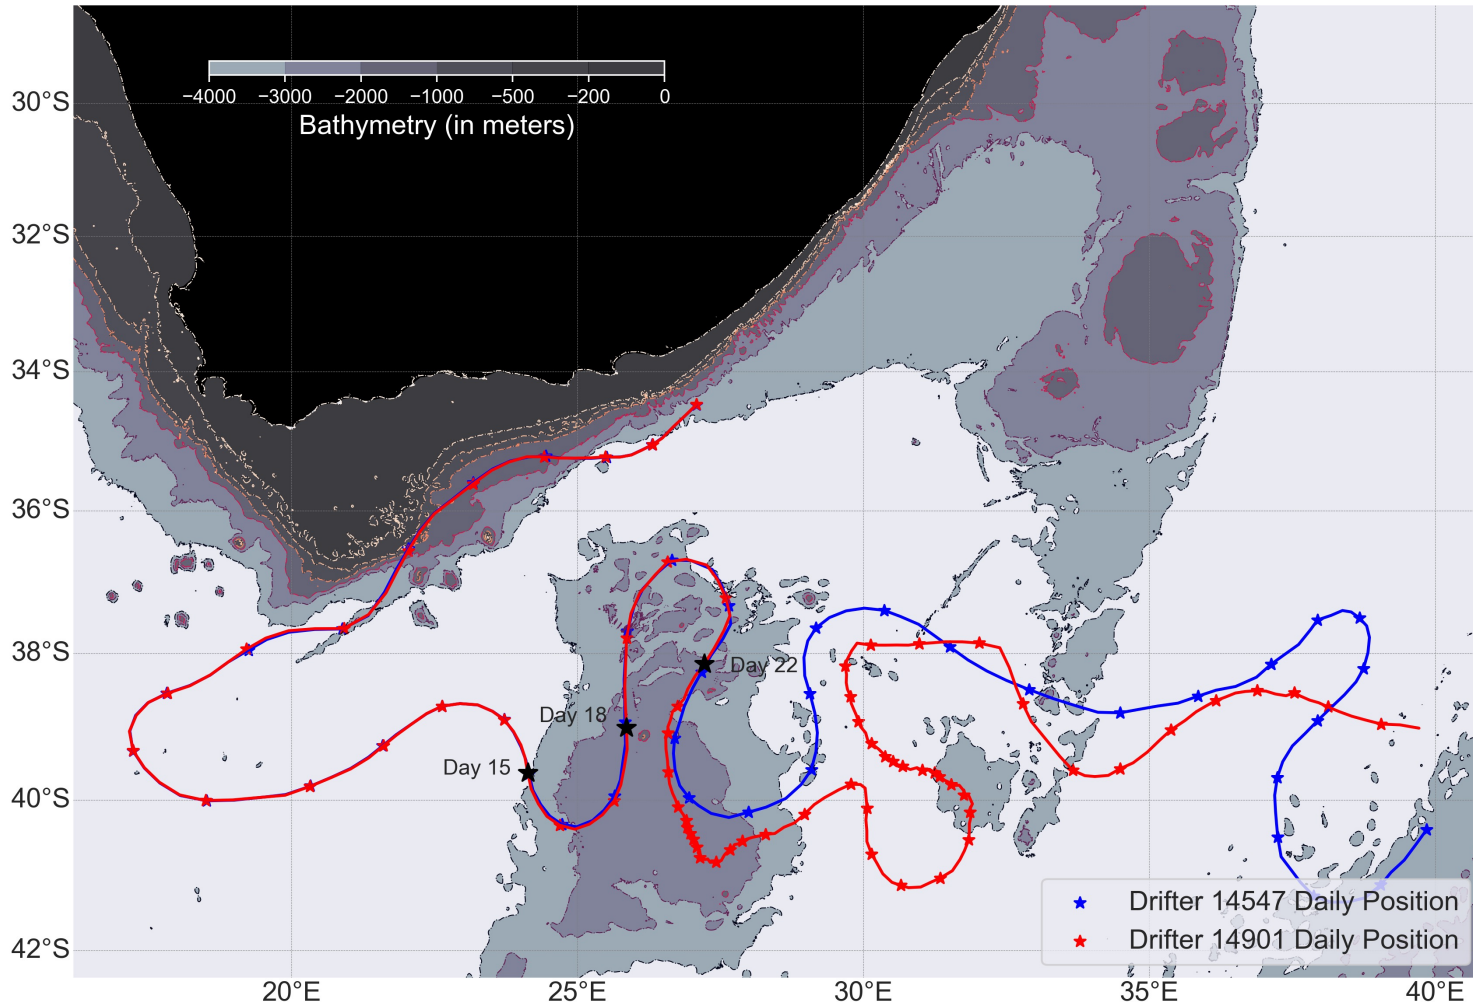 −4000 −3000 −2000 −1000 −500 −200 0
Bathymetry (in meters)
30°S
32°S
34°S
36°S
38°S
40°S
42°S
Day 22
Day 18
Day 15
Drifter 14547 Daily Position
Drifter 14901 Daily Position
20°E 25°E 30°E 35°E 40°E